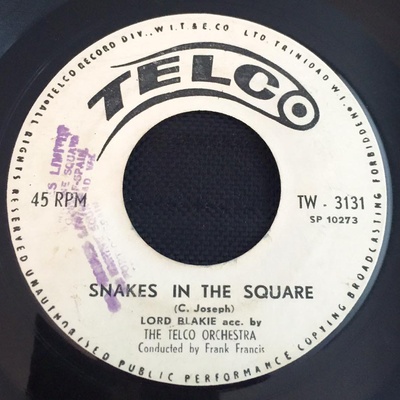 TELCO RECORD DIV., W.I.T & E.CO LTD. TRINIDAD W.I.
ALL RIGHTS RESERVED UNAUTHORISED PUBLIC PERFORMANCE COPYING BROADCASTING FORBIDDEN
TELCO
45 RPM
TW - 3131
SP 10273
SNAKES IN THE SQUARE
(C. Joseph)
LORD BLAKIE acc. by
THE TELCO ORCHESTRA
Conducted by Frank Francis